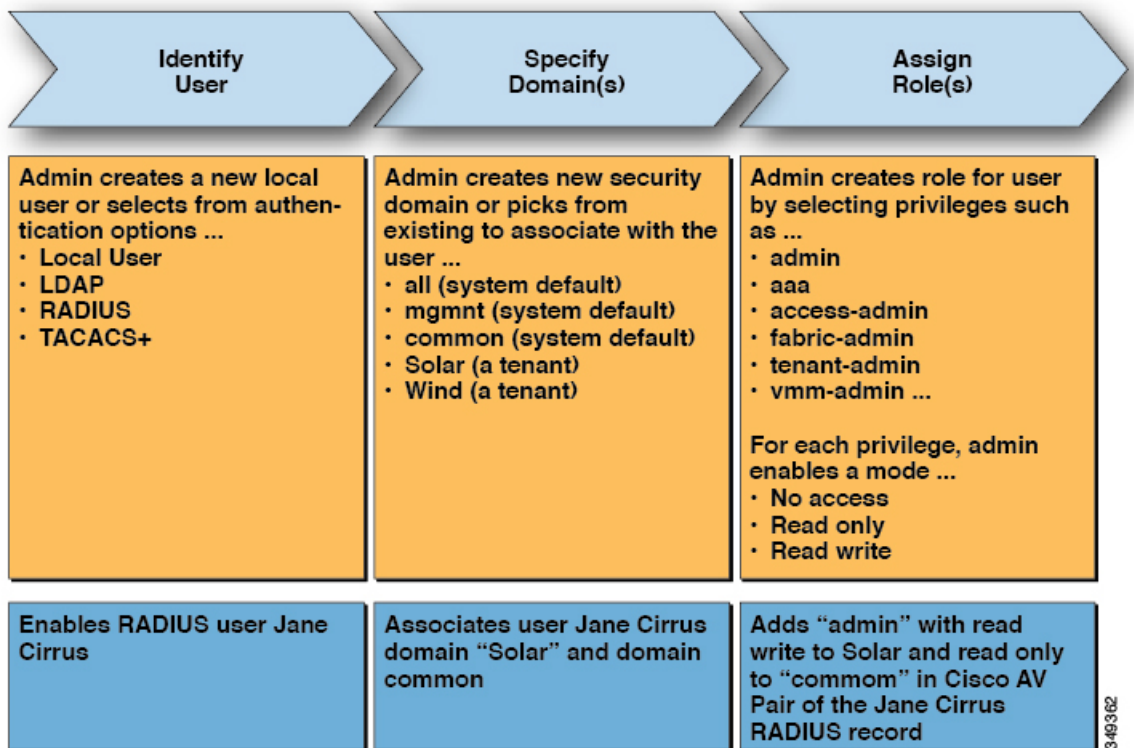 Identify
User
Specify
Domain(s)
Assign
Role(s)
Admin creates a new local
user or selects from authen-
tication options ...
• Local User
• LDAP
• RADIUS
• TACACS+
Admin creates new security
domain or picks from
existing to associate with the
user ...
• all (system default)
• mgmnt (system default)
• common (system default)
• Solar (a tenant)
• Wind (a tenant)
Admin creates role for user
by selecting privileges such
as ...
• admin
• aaa
• access-admin
• fabric-admin
• tenant-admin
• vmm-admin ...
For each privilege, admin
enables a mode ...
• No access
• Read only
• Read write
Enables RADIUS user Jane
Cirrus
Associates user Jane Cirrus
domain “Solar” and domain
common
Adds “admin” with read
write to Solar and read only
to “commom” in Cisco AV
Pair of the Jane Cirrus
RADIUS record
349362